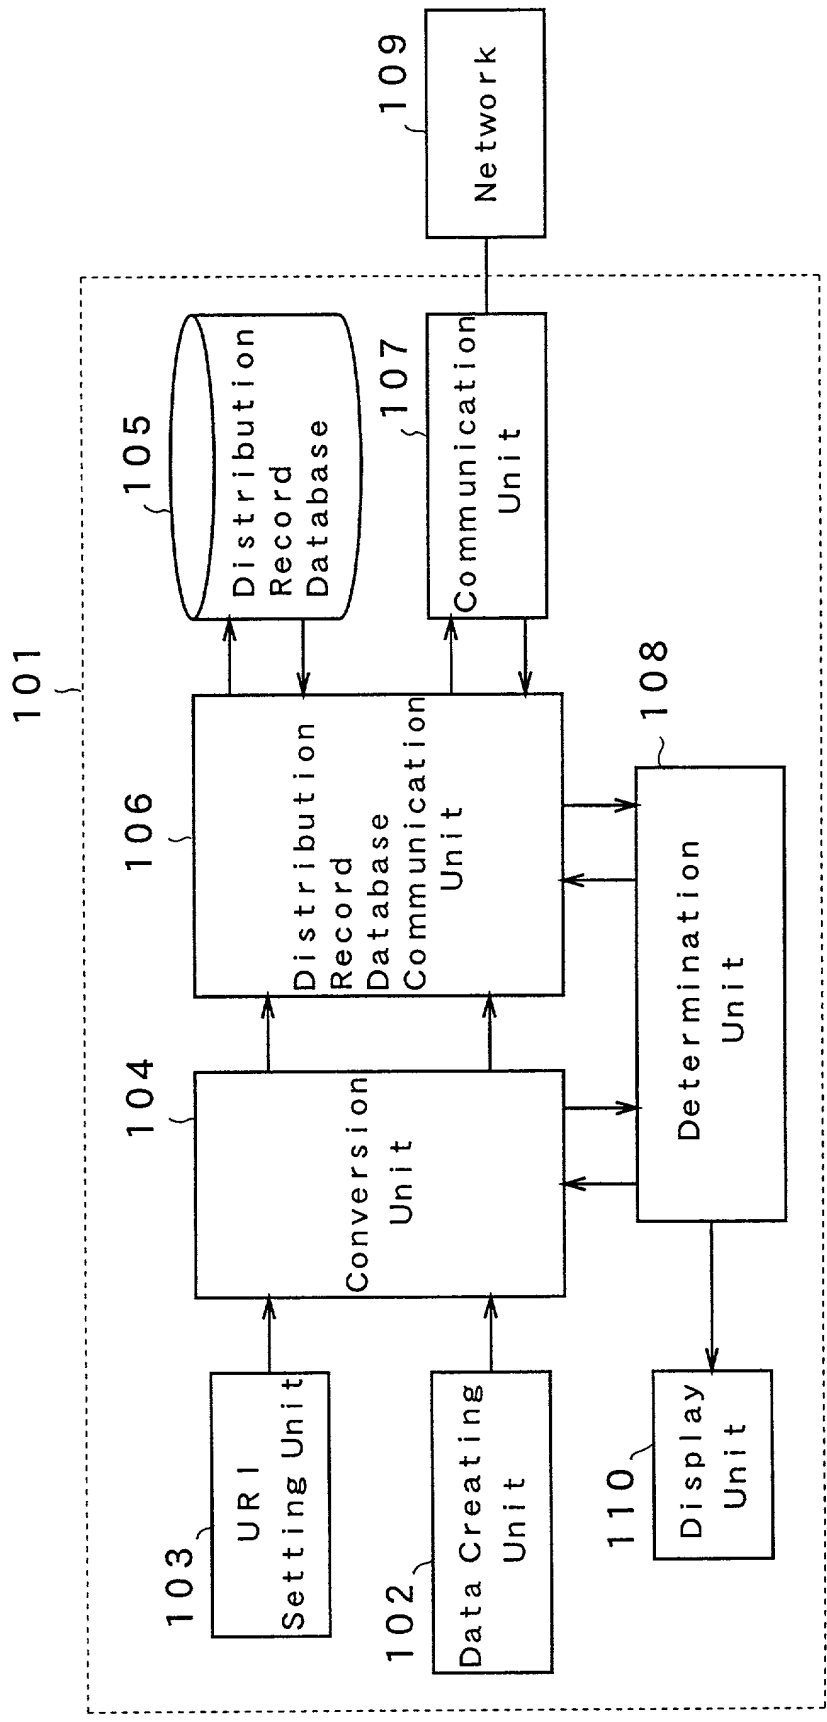 101
103
URI
Setting Unit
104
Conversion
Unit
106
Distribution
Record
Database
Communication
Unit
105
Distribution
Record
Database
102
Data Creating
Unit
107
Communication
Unit
109
Network
110
Display
Unit
Determination
Unit
108